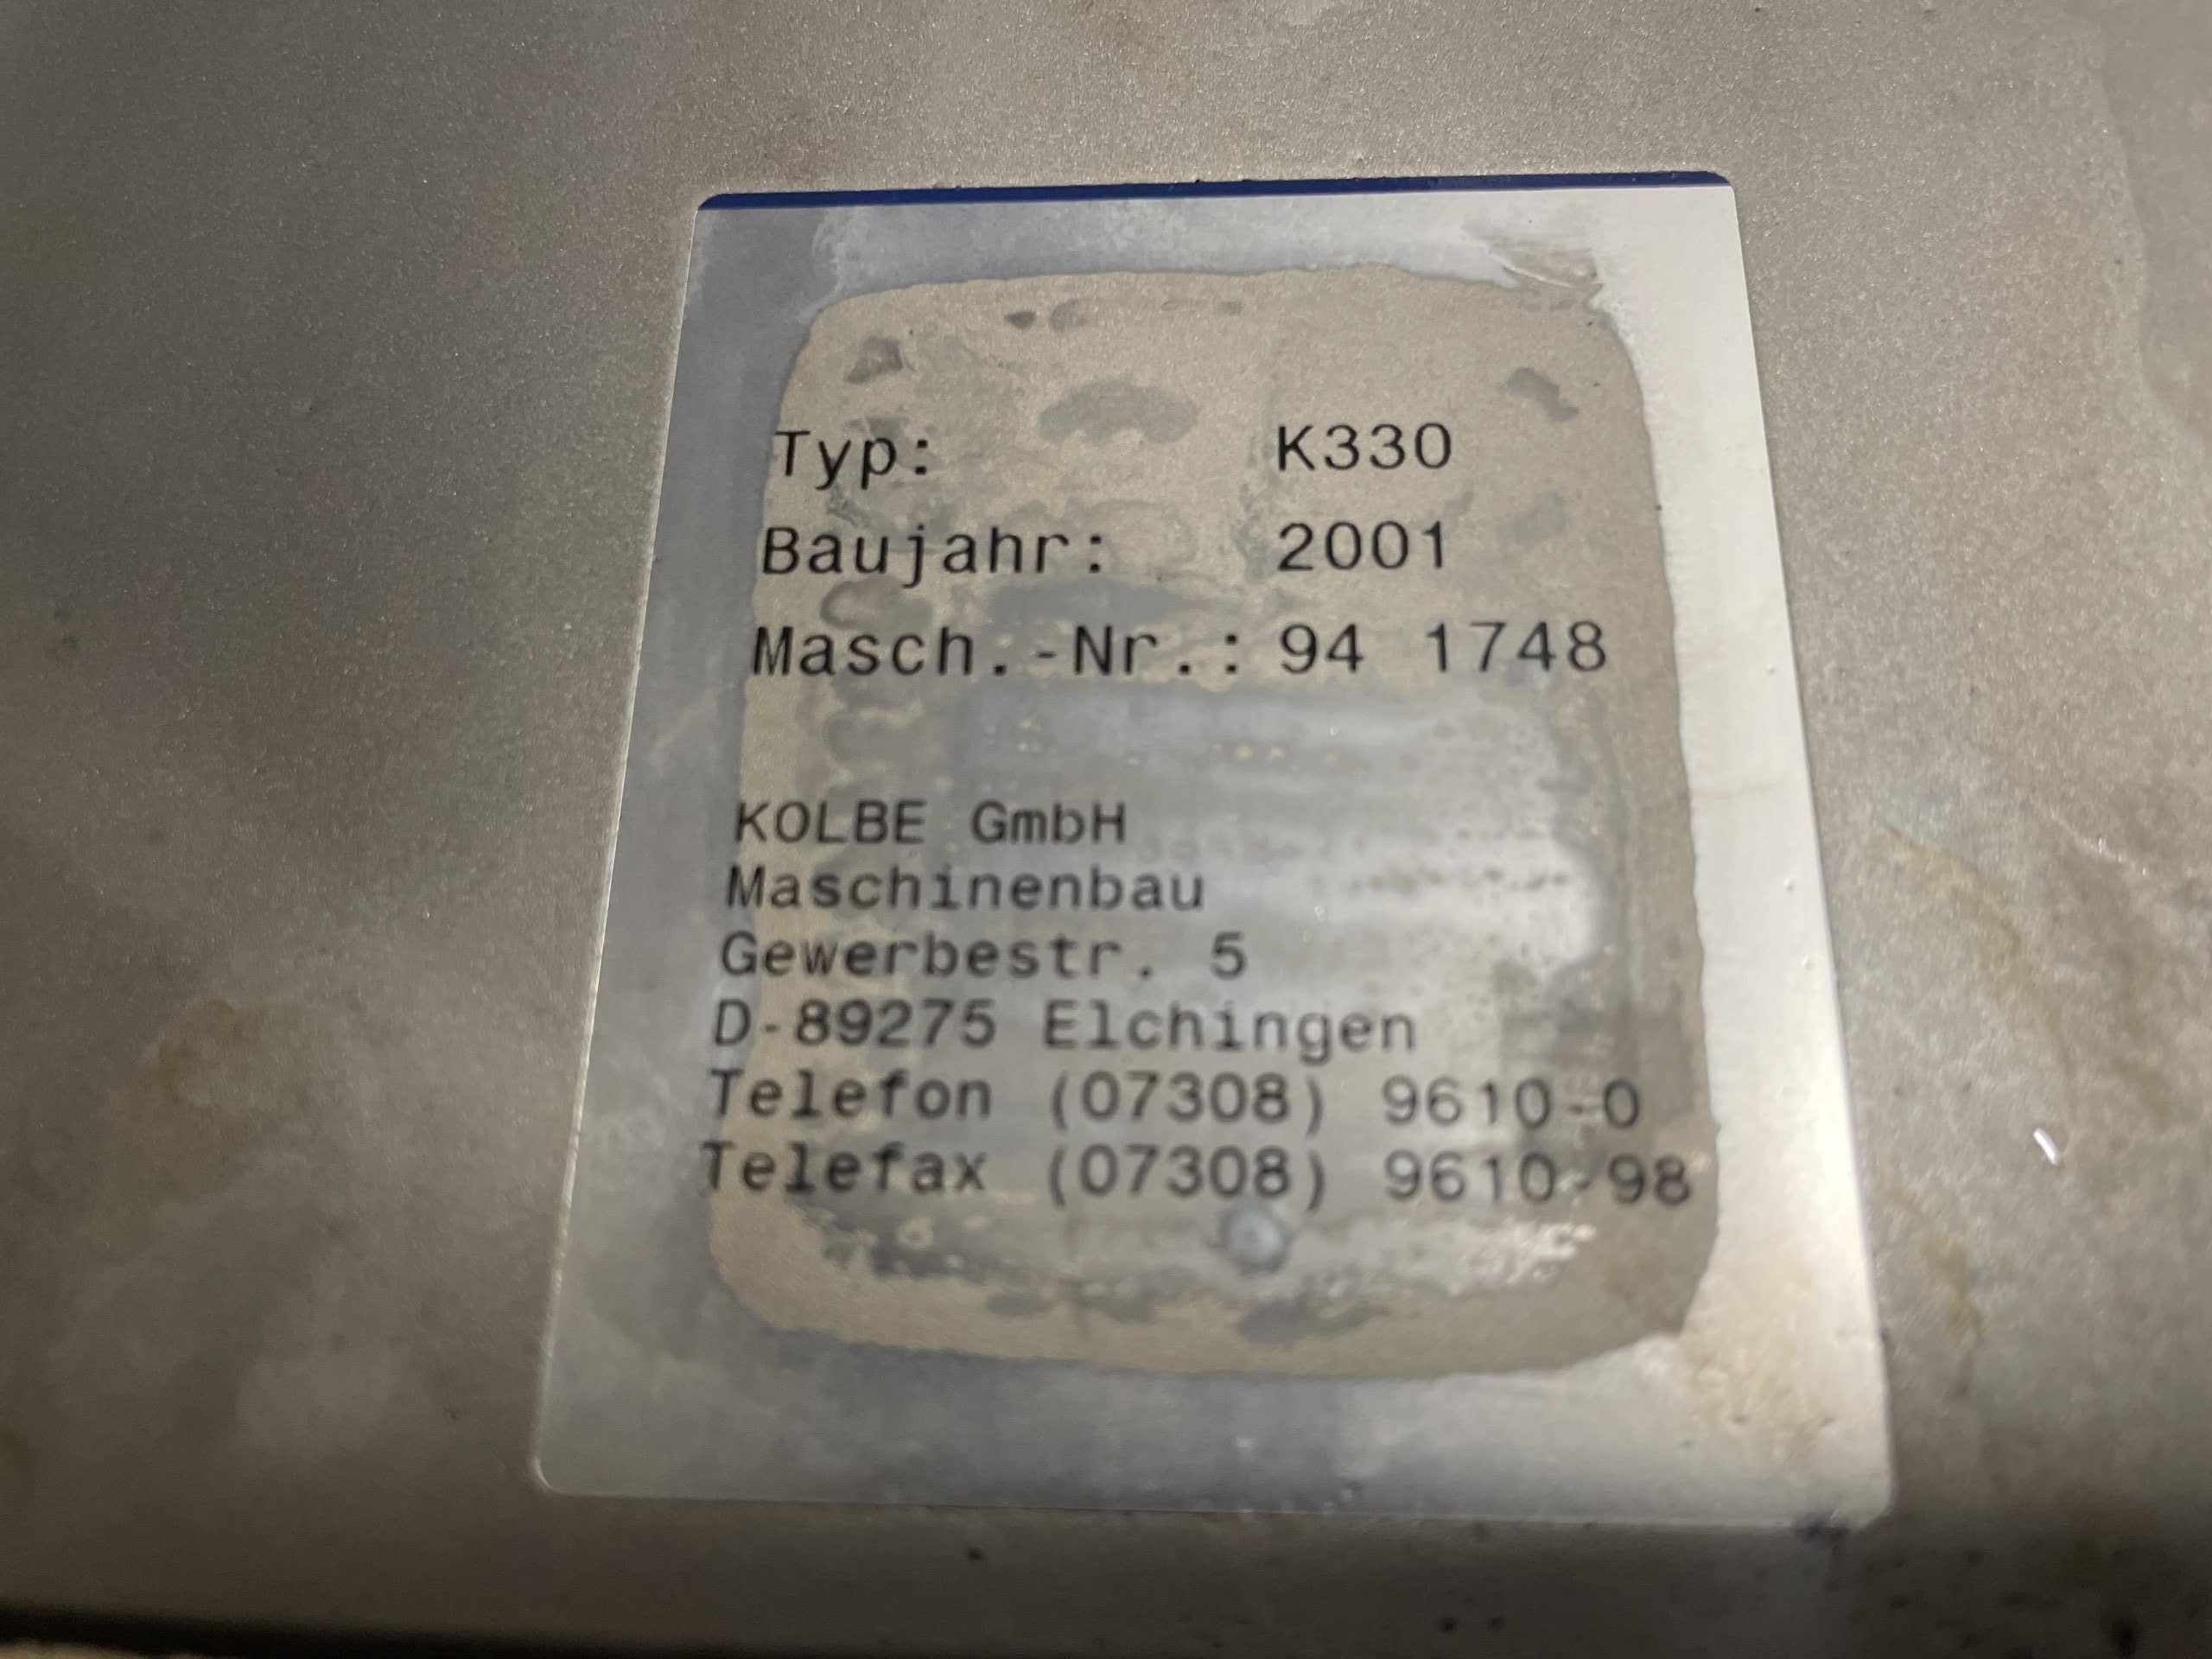 Typ: K330
Baujahr: 2001
Masch.-Nr.: 94 1748
KOLBE GmbH
Maschinenbau
Gewerbestr. 5
D-89275 Elchingen
Telefon (07308) 9610-0
Telefax (07308) 9610-98